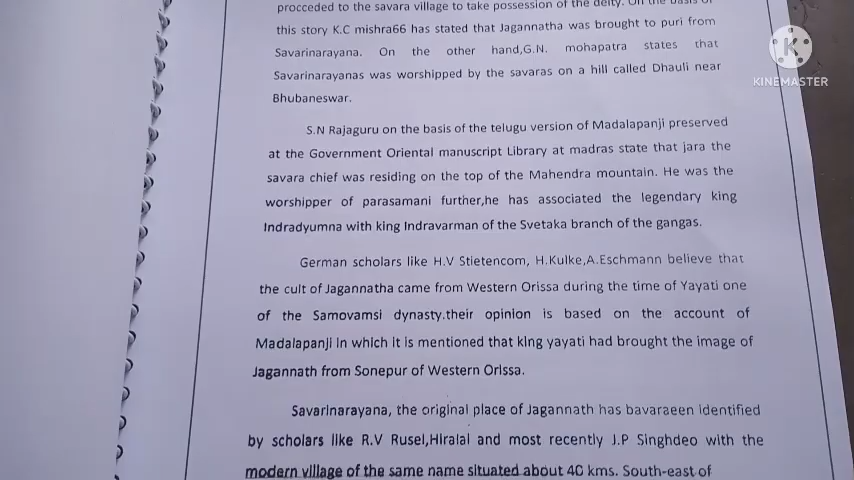 procceded to the savara village to take possession of the deity. On the basis of
this story K.C mishra66 has stated that Jagannatha was brought to puri from
Savarinarayana. On the other hand,G.N. mohapatra states that
Savarinarayanas was worshipped by the savaras on a hill called Dhauli near
Bhubaneswar.
S.N Rajaguru on the basis of the telugu version of Madalapanji preserved
at the Government Oriental manuscript Library at madras state that jara the
savara chief was residing on the top of the Mahendra mountain. He was the
worshipper of parasamani further,he has associated the legendary king
Indradyumna with king Indravarman of the Svetaka branch of the gangas.
German scholars like H.V Stietencom, H.Kulke,A.Eschmann believe that
the cult of Jagannatha came from Western Orissa during the time of Yayati one
of the Samovamsi dynasty.their opinion is based on the account of
Madalapanji in which it is mentioned that king yayati had brought the image of
Jagannath from Sonepur of Western Orissa.
Savarinarayana, the original place of Jagannath has bavaraeen identified
by scholars like R.V Rusel,Hiralal and most recently J.P Singhdeo with the
modern village of the same name situated about 40 kms. South-east of
KINEMASTER